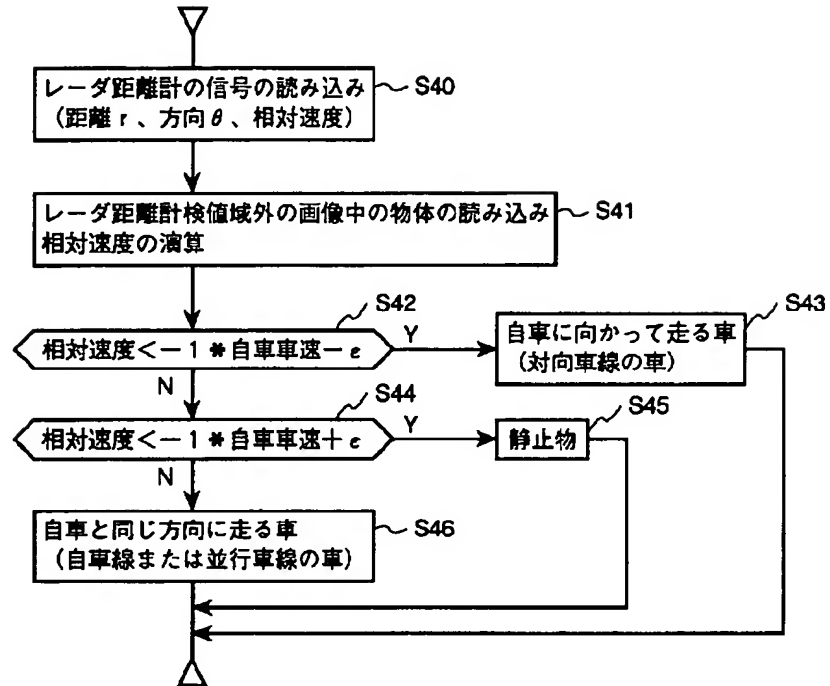 レーダ距離計の信号の読み込み
（距離r、方向θ、相対速度）
S40
レーダ距離計検値域外の画像中の物体の読み込み
相対速度の演算
S41
S42
相対速度＜－1＊自車車速－ε
Y
N
S43
自車に向かって走る車
（対向車線の車）
S44
相対速度＜－1＊自車車速＋ε
Y
N
S45
静止物
自車と同じ方向に走る車
（自車線または並行車線の車）
S46